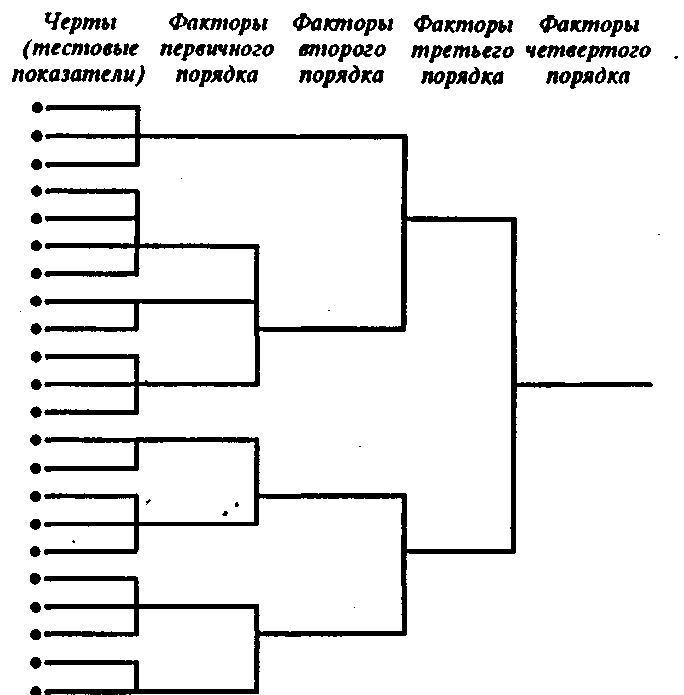 Черты
(тестовые
показатели)
Факторы
первичного
порядка
Факторы
второго
порядка
Факторы
третьего
порядка
Факторы
четвертого
порядка